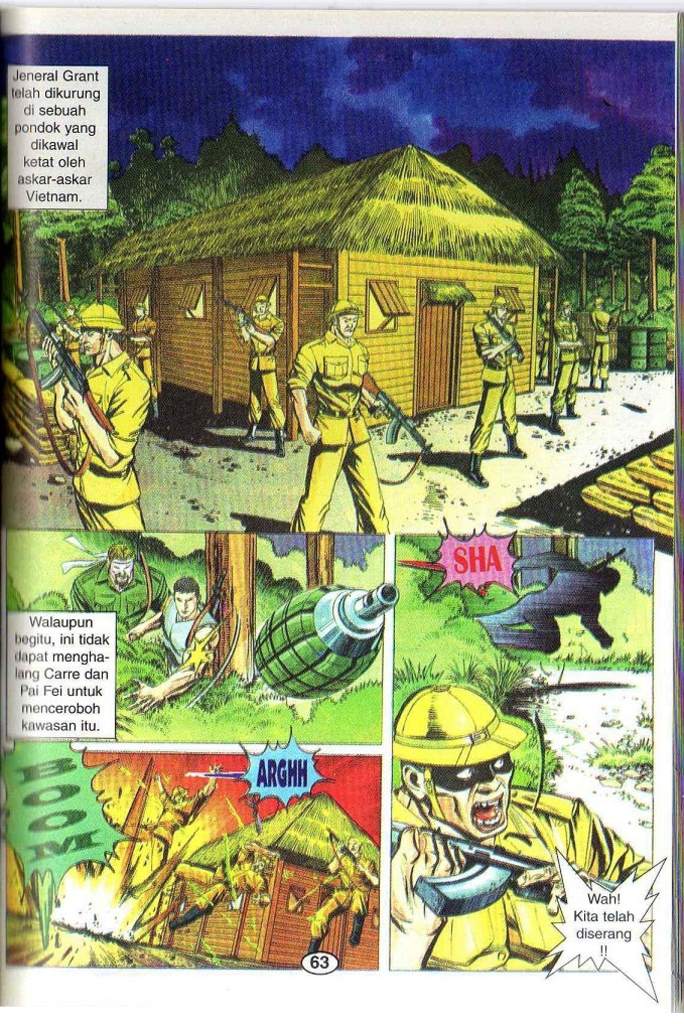 Jeneral Grant
telah dikurung
di sebuah
pondok yang
dikawal
ketat oleh
askar-askar
Vietnam.
Walaupun
begitu, ini tidak
dapat mengha-
lang Carre dan
Pai Fei untuk
menceroboh
kawasan itu.
SHA
Wah!
Kita telah
diserang
!!
BOOM
ARGHH
63